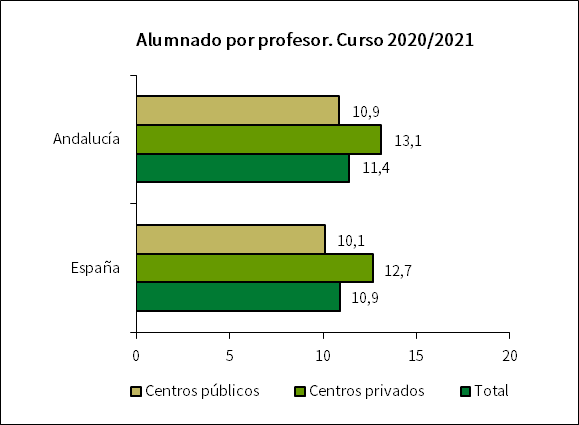 Alumnado por profesor. Curso 2020/2021
Andalucía
10,9
13,1
11,4
España
10,1
12,7
10,9
0 5 10 15 20
Centros públicos Centros privados Total